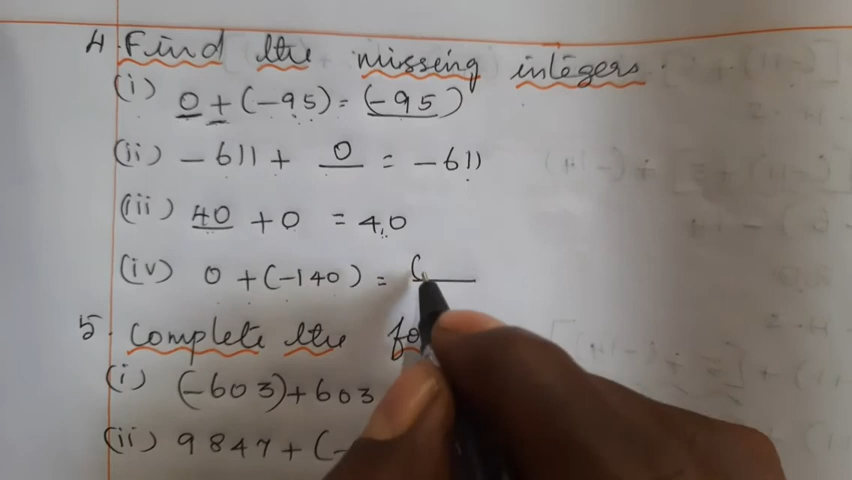 4. Find the missing integers.
(i) 0 + (-95) = (-95)
(ii) -611 + 0 = -611
(iii) 40 + 0 = 40
(iv) 0 + (-140) = (
5. Complete the
(i) (-603) + 603
(ii) 9847 + (-